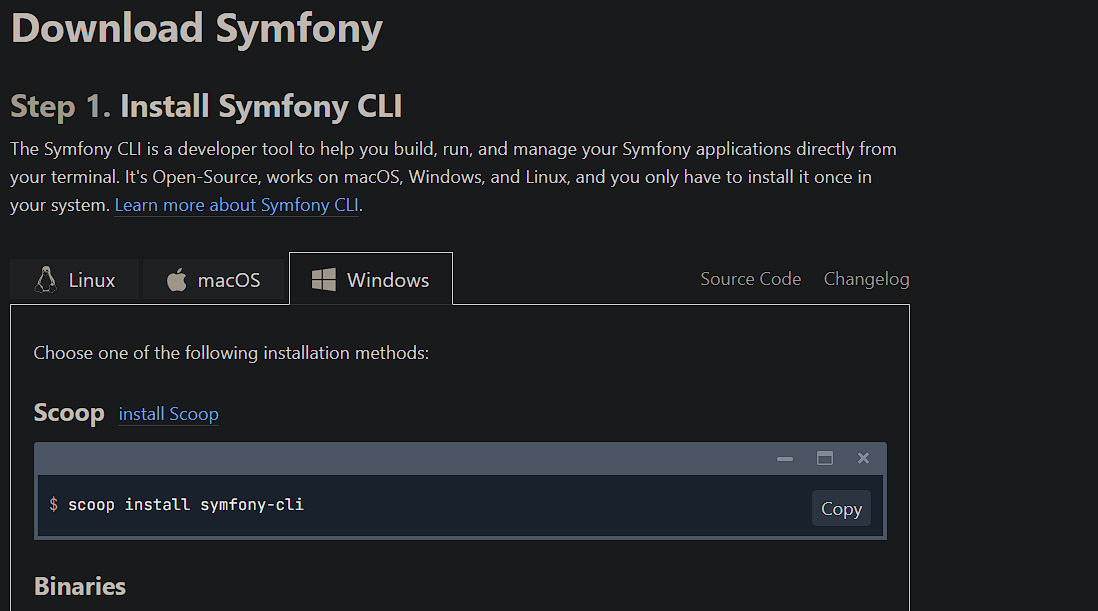 Download Symfony
Step 1. Install Symfony CLI
The Symfony CLI is a developer tool to help you build, run, and manage your Symfony applications directly from
your terminal. It's Open-Source, works on macOS, Windows, and Linux, and you only have to install it once in
your system. Learn more about Symfony CLI.
Linux macOS Windows Source Code Changelog
Choose one of the following installation methods:
Scoop install Scoop
$ scoop install symfony-cli
Copy
Binaries